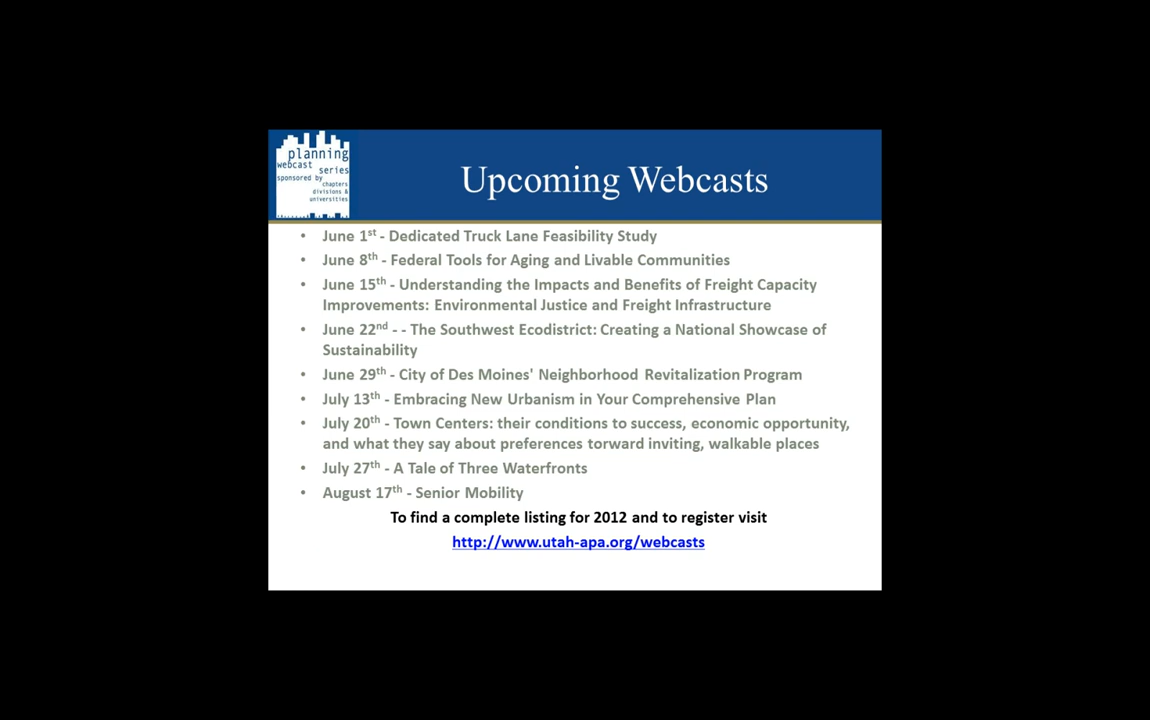 planning
webcast series
sponsored by
chapters
divisions &
universities
Upcoming Webcasts
• June 1st - Dedicated Truck Lane Feasibility Study
• June 8th - Federal Tools for Aging and Livable Communities
• June 15th - Understanding the Impacts and Benefits of Freight Capacity
Improvements: Environmental Justice and Freight Infrastructure
• June 22nd - - The Southwest Ecodistrict: Creating a National Showcase of
Sustainability
• June 29th - City of Des Moines' Neighborhood Revitalization Program
• July 13th - Embracing New Urbanism in Your Comprehensive Plan
• July 20th - Town Centers: their conditions to success, economic opportunity,
and what they say about preferences torward inviting, walkable places
• July 27th - A Tale of Three Waterfronts
• August 17th - Senior Mobility
To find a complete listing for 2012 and to register visit
http://www.utah-apa.org/webcasts